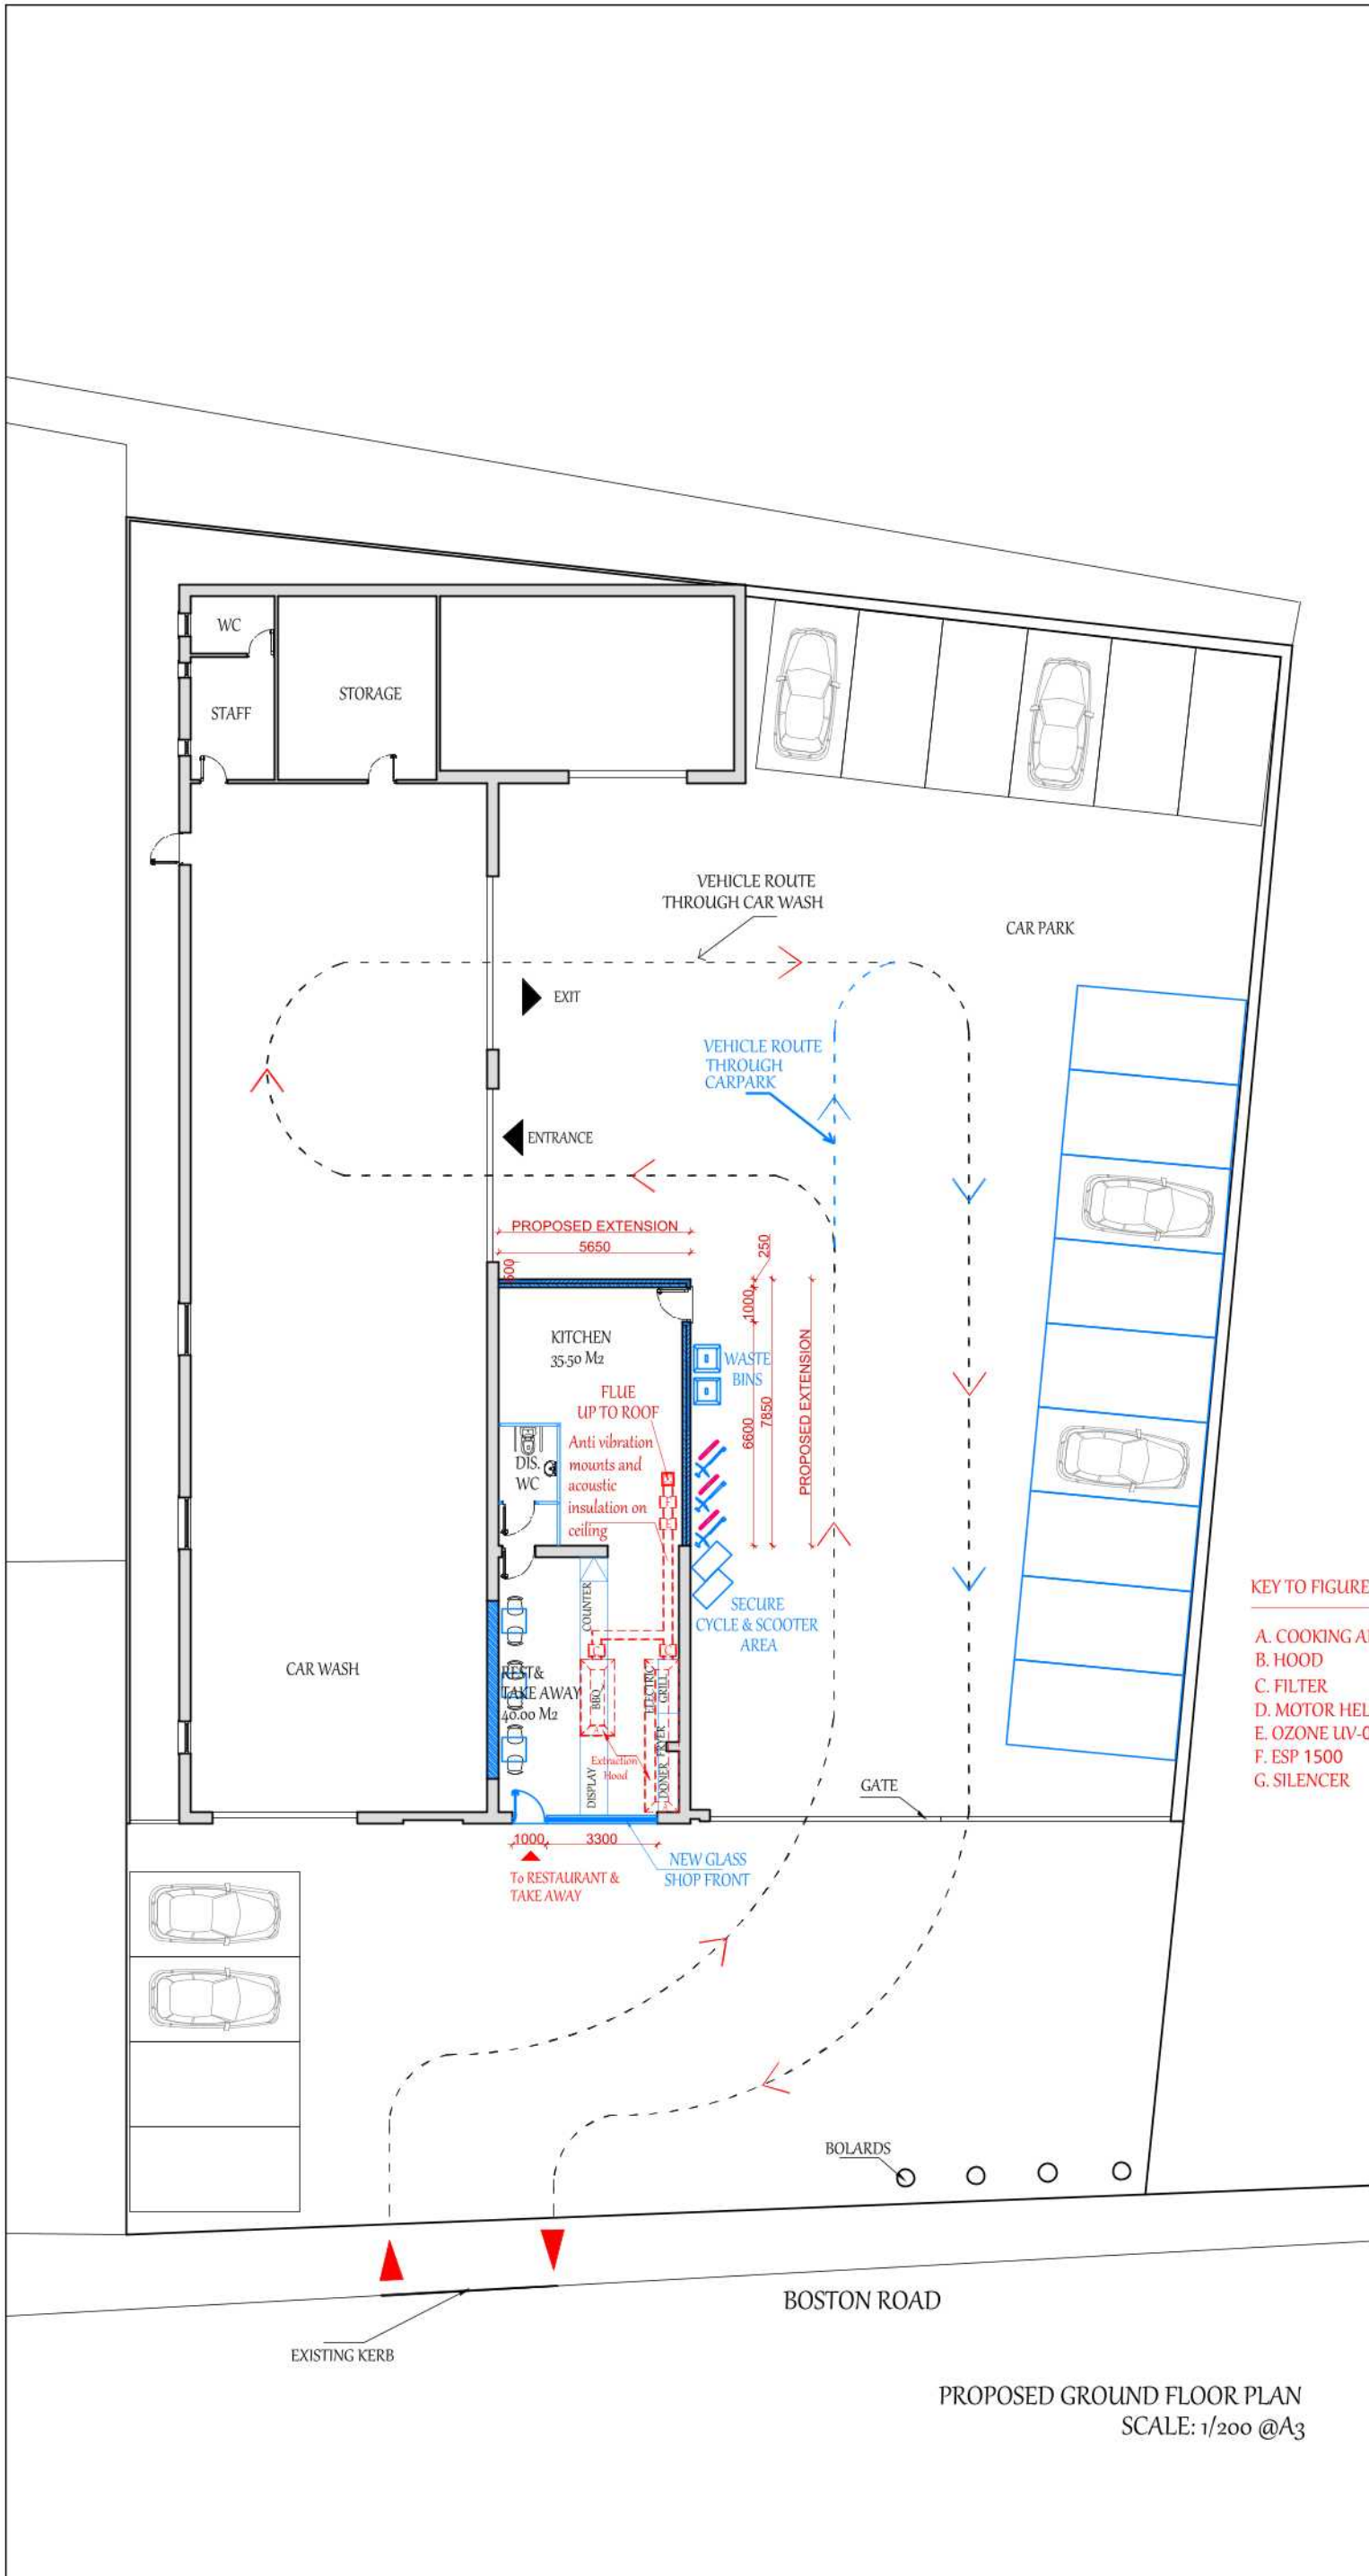 WC
STAFF
STORAGE
VEHICLE ROUTE
THROUGH CAR WASH
CAR PARK
EXIT
VEHICLE ROUTE
THROUGH
CARPARK
ENTRANCE
PROPOSED EXTENSION
5650
500
250
1000
6600
7850
PROPOSED EXTENSION
KITCHEN
35.50 M2
WASTE
BINS
FLUE
UP TO ROOF
Anti vibration
mounts and
acoustic
insulation on
ceiling
DIS.
WC
F
E
SECURE
CYCLE & SCOOTER
AREA
COUNTER
C
C
REST&
TAKE AWAY
40.00 M2
BBQ
A
ELECTRIC
GRILL
Extraction
Hood
DISPLAY
DONER FRYER
CAR WASH
GATE
1000
3300
To RESTAURANT &
TAKE AWAY
NEW GLASS
SHOP FRONT
KEY TO FIGURE
A. COOKING A
B. HOOD
C. FILTER
D. MOTOR HEL
E. OZONE UV-
F. ESP 1500
G. SILENCER
BOLARDS
BOSTON ROAD
EXISTING KERB
PROPOSED GROUND FLOOR PLAN
SCALE: 1/200 @A3